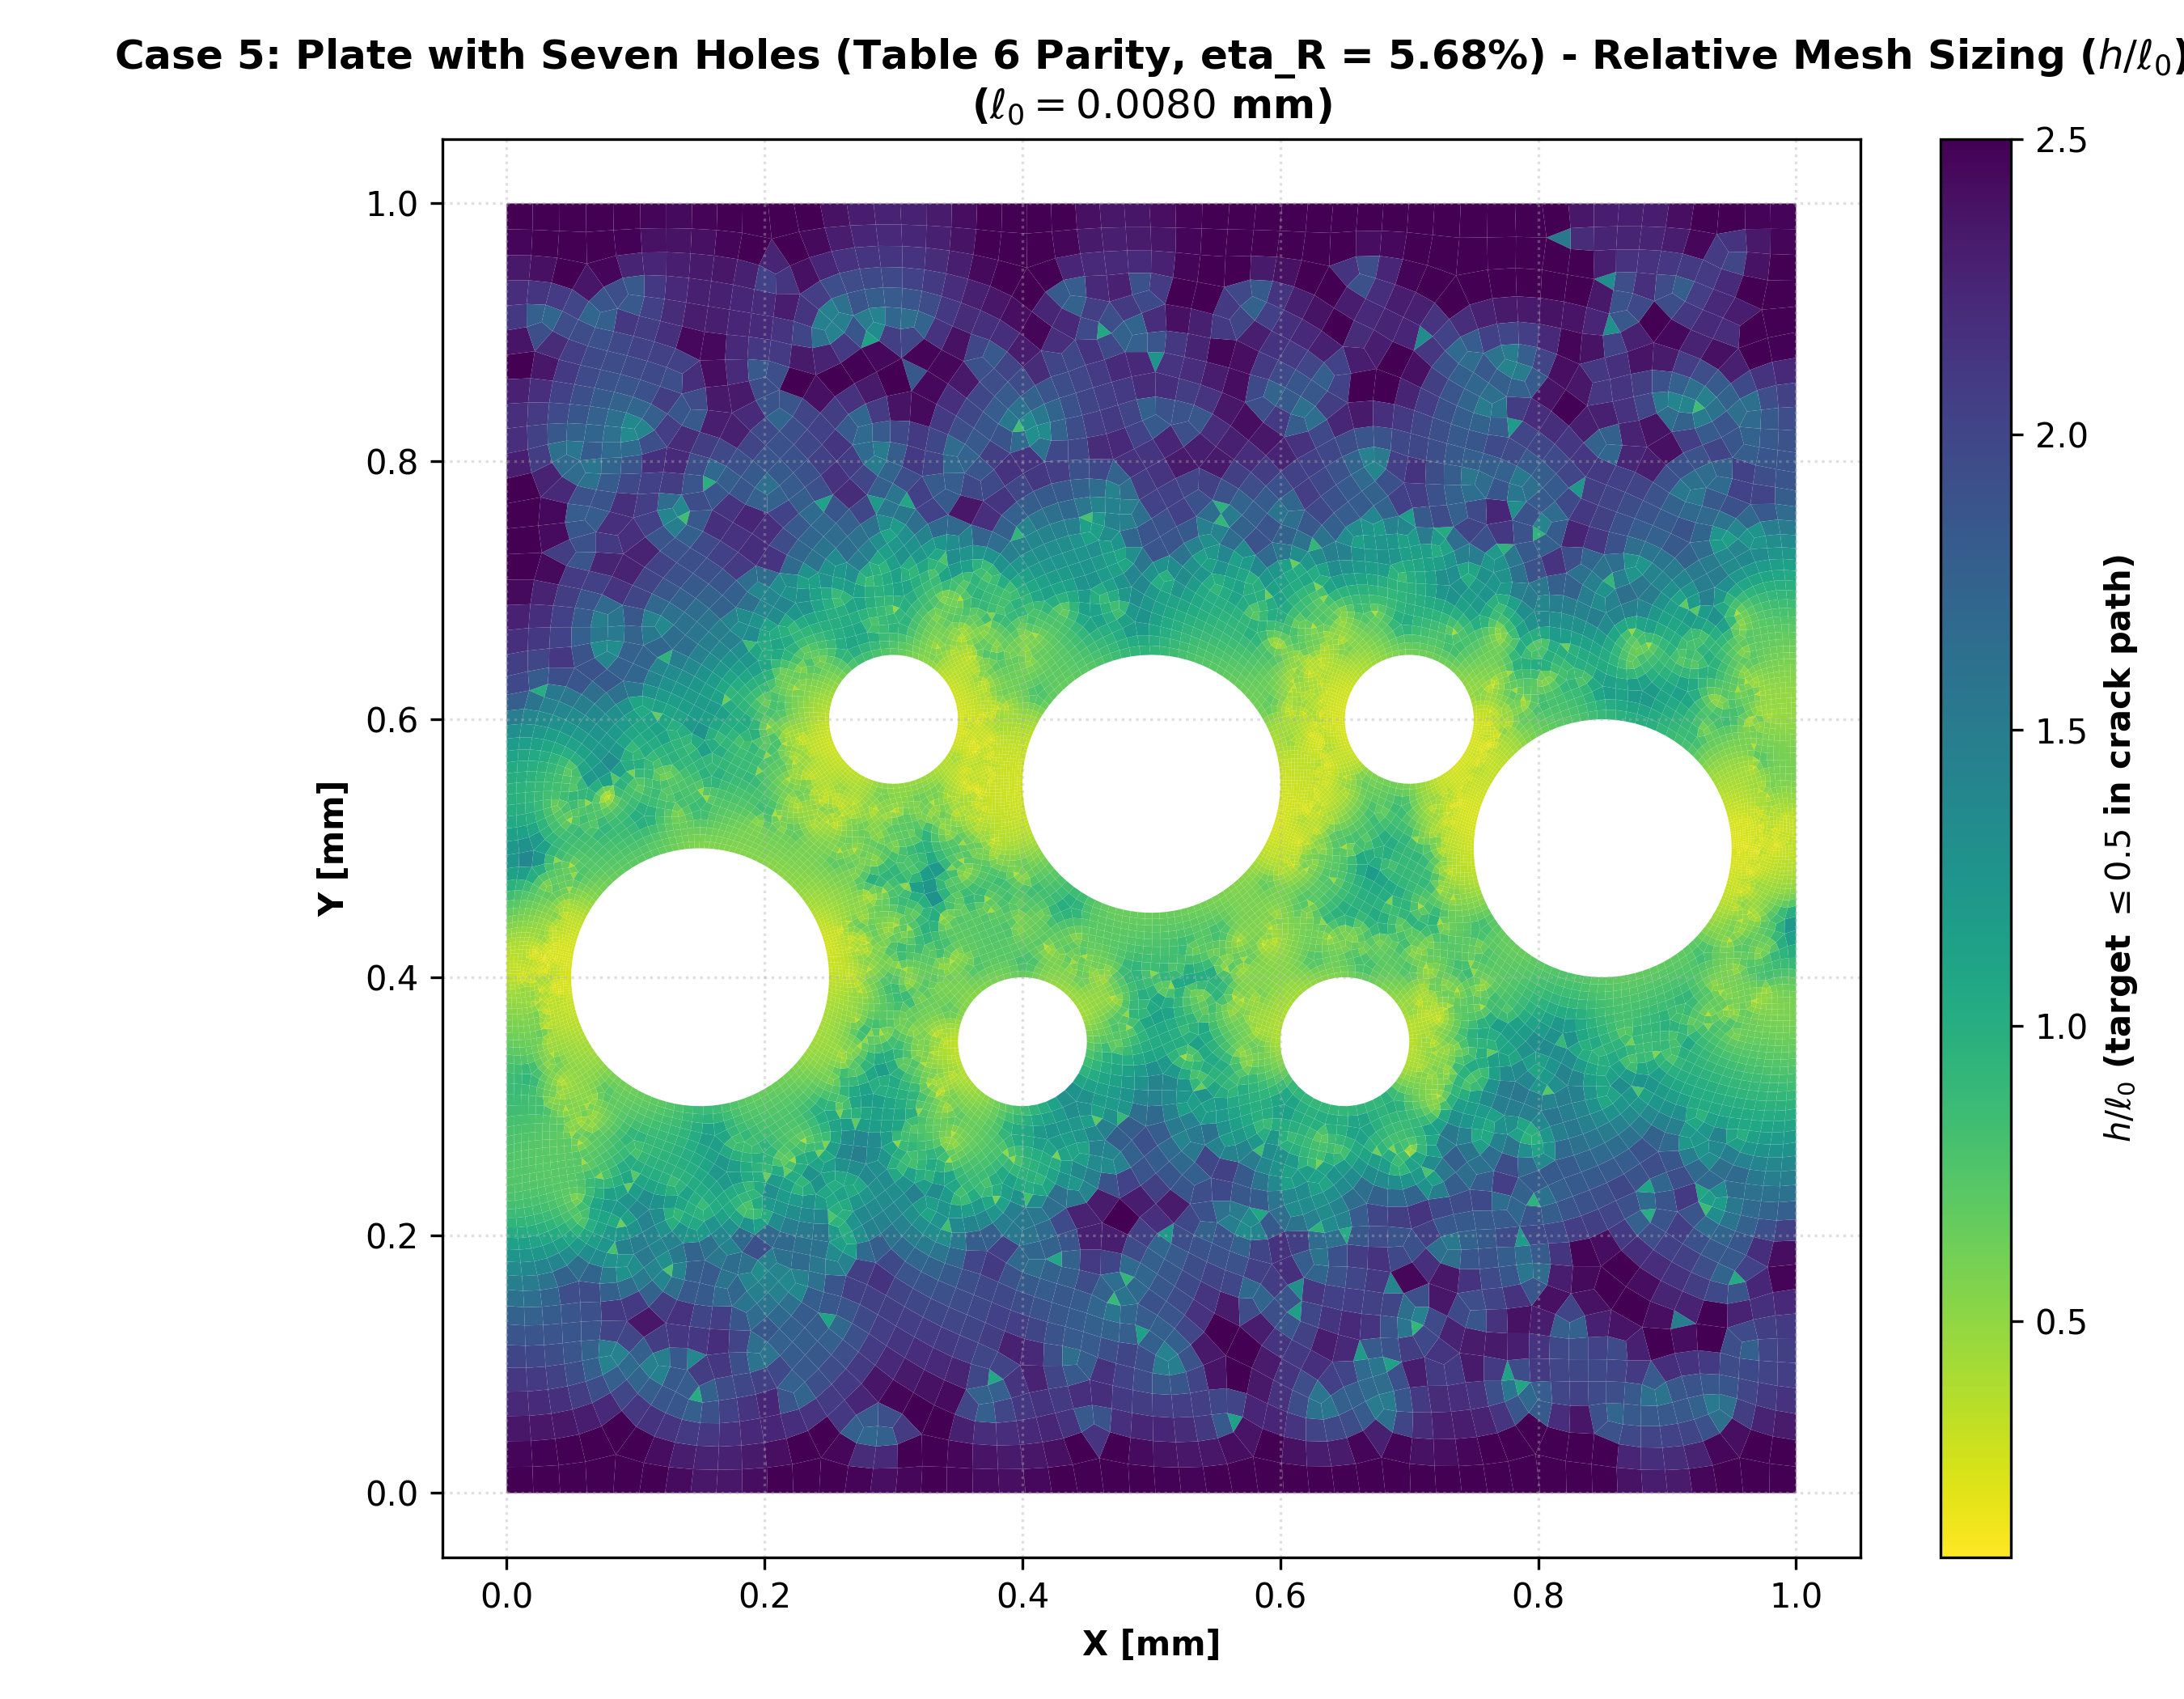 Case 5: Plate with Seven Holes (Table 6 Parity, eta_R = 5.68%) - Relative Mesh Sizing (h/ℓ₀)
(ℓ₀ = 0.0080 mm)
1.0
0.8
0.6
0.4
0.2
0.0
Y [mm]
0.0 0.2 0.4 0.6 0.8 1.0
X [mm]
2.5
2.0
1.5
1.0
0.5
h/ℓ₀ (target ≤0.5 in crack path)